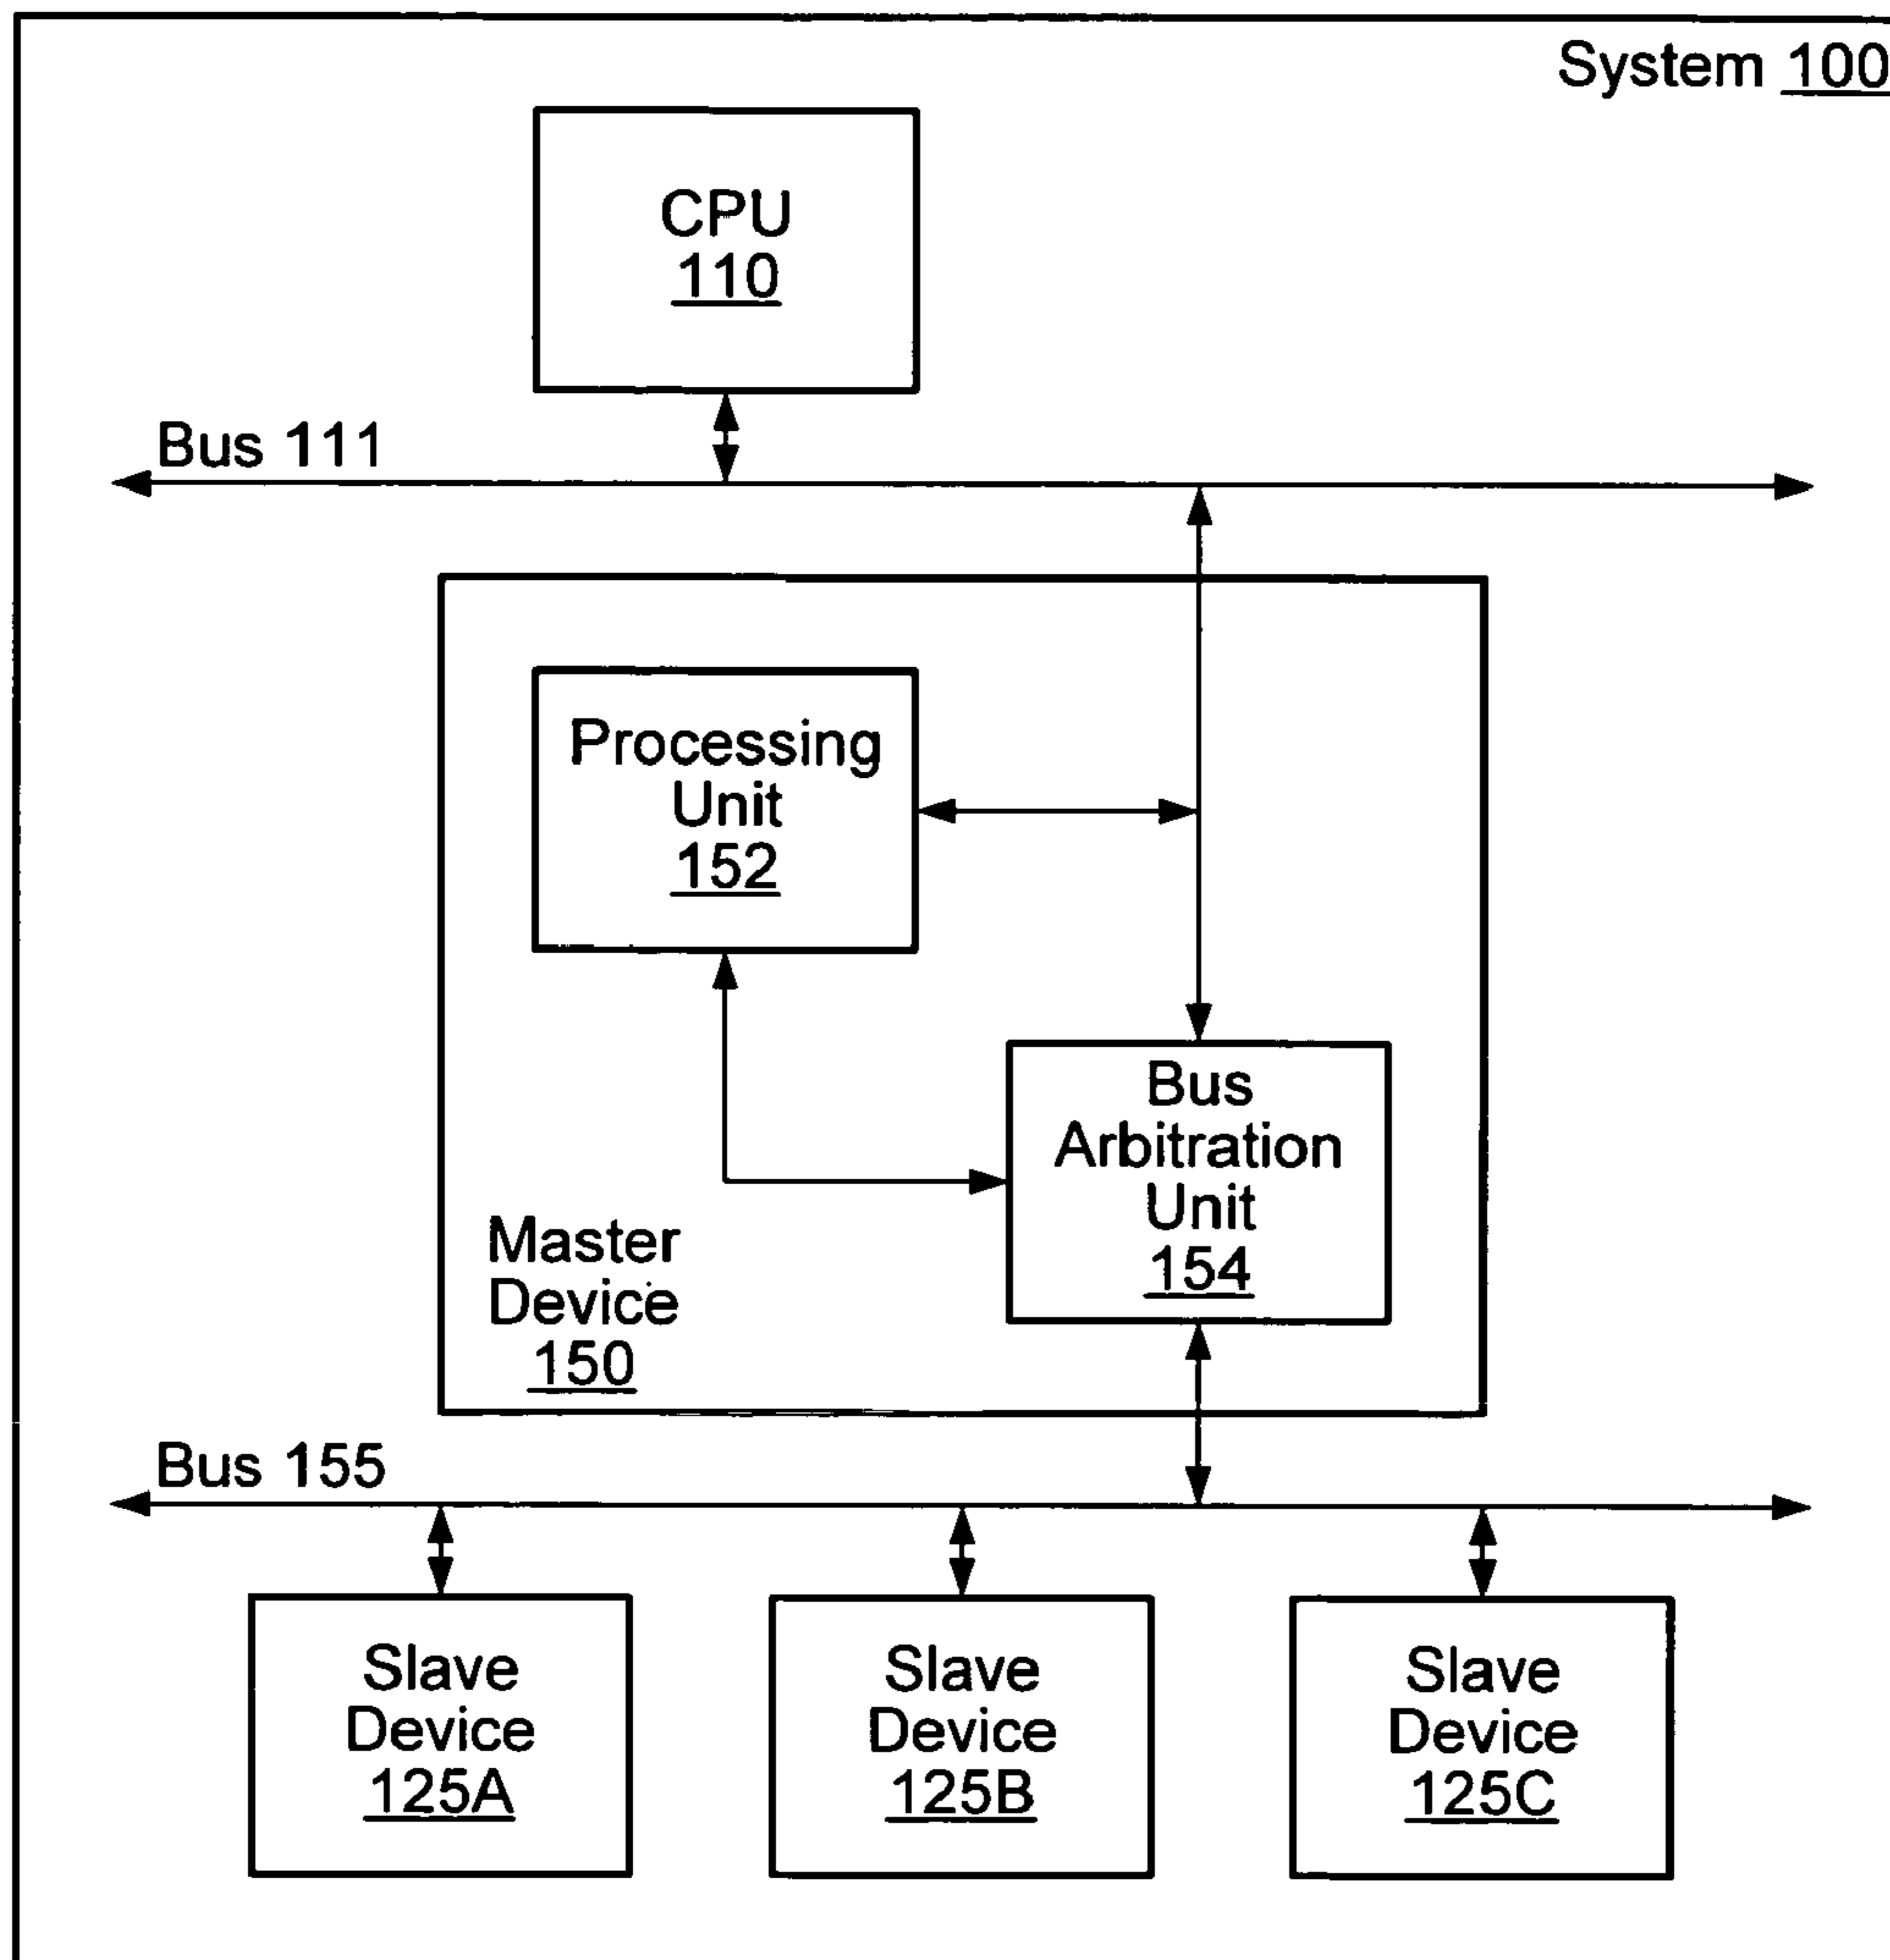 System 100
CPU
110
Bus 111
Processing
Unit
152
Bus
Arbitration
Unit
154
Master
Device
150
Bus 155
Slave
Device
125A
Slave
Device
125B
Slave
Device
125C